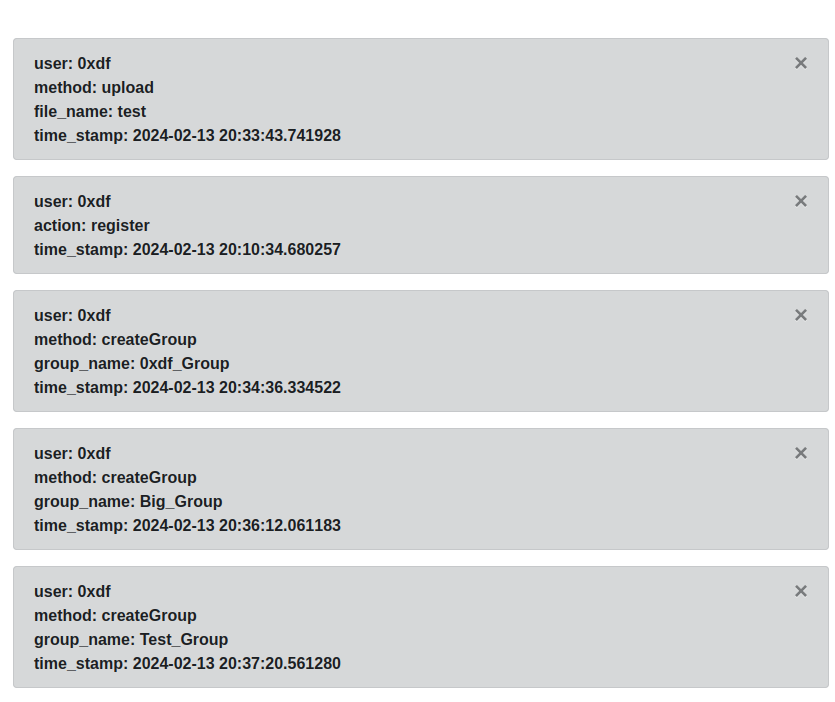 user: 0xdf
method: upload
file_name: test
time_stamp: 2024-02-13 20:33:43.741928
user: 0xdf
action: register
time_stamp: 2024-02-13 20:10:34.680257
user: 0xdf
method: createGroup
group_name: 0xdf_Group
time_stamp: 2024-02-13 20:34:36.334522
user: 0xdf
method: createGroup
group_name: Big_Group
time_stamp: 2024-02-13 20:36:12.061183
user: 0xdf
method: createGroup
group_name: Test_Group
time_stamp: 2024-02-13 20:37:20.561280